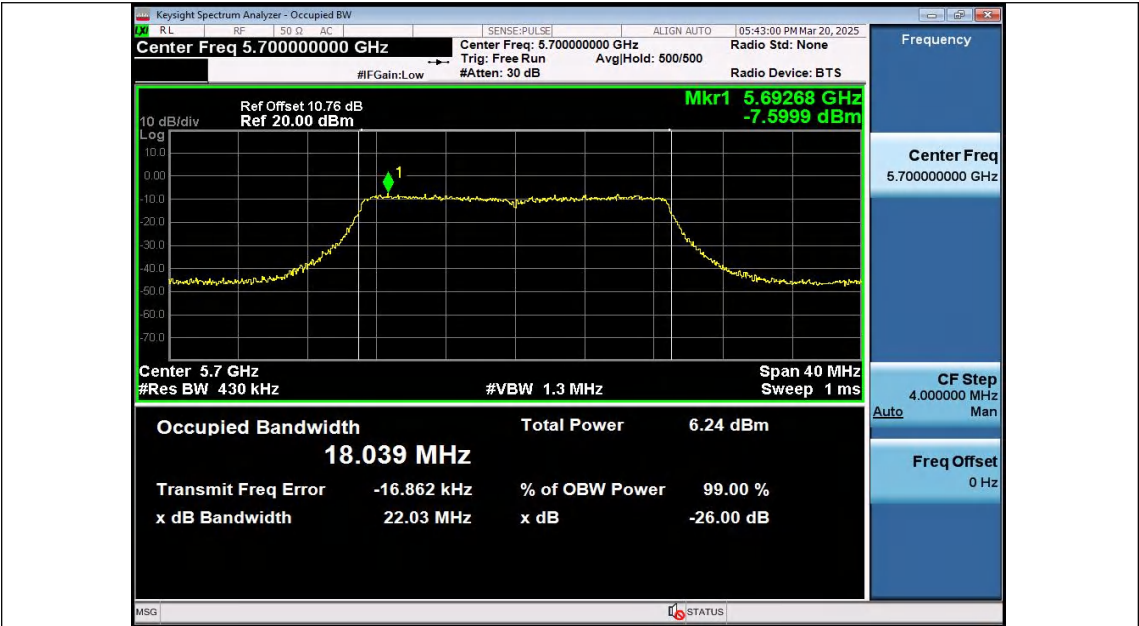 Keysight Spectrum Analyzer - Occupied BW
LXI RL RF 50 Ω AC SENSE:PULSE ALIGN AUTO 05:43:00 PM Mar 20, 2025
Center Freq 5.700000000 GHz
Center Freq: 5.700000000 GHz Radio Std: None
Trig: Free Run Avg|Hold: 500/500
#IFGain:Low #Atten: 30 dB Radio Device: BTS
Mkr1 5.69268 GHz
-7.5999 dBm
Ref Offset 10.76 dB
10 dB/div Ref 20.00 dBm
Log
10.0
0.00
-10.0
-20.0
-30.0
-40.0
-50.0
-60.0
-70.0
1
Center 5.7 GHz Span 40 MHz
#Res BW 430 kHz #VBW 1.3 MHz Sweep 1 ms
Occupied Bandwidth Total Power 6.24 dBm
18.039 MHz
Transmit Freq Error -16.862 kHz % of OBW Power 99.00 %
x dB Bandwidth 22.03 MHz x dB -26.00 dB
MSG STATUS
Frequency
Center Freq
5.700000000 GHz
CF Step
4.000000 MHz
Auto Man
Freq Offset
0 Hz